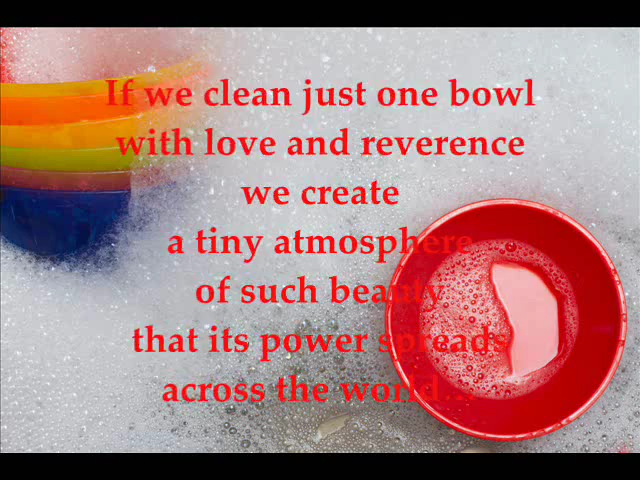 If we clean just one bowl
with love and reverence
we create
a tiny atmosphere
of such beauty
that its power spreads
across the world...